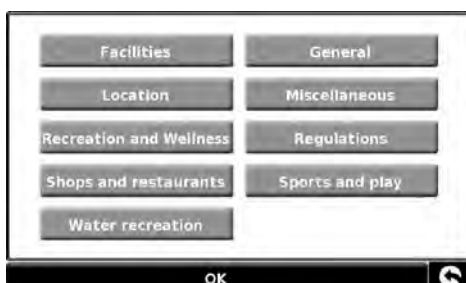 Facilities
General
Location
Miscellaneous
Recreation and Wellness
Regulations
Shops and restaurants
Sports and play
Water recreation
OK